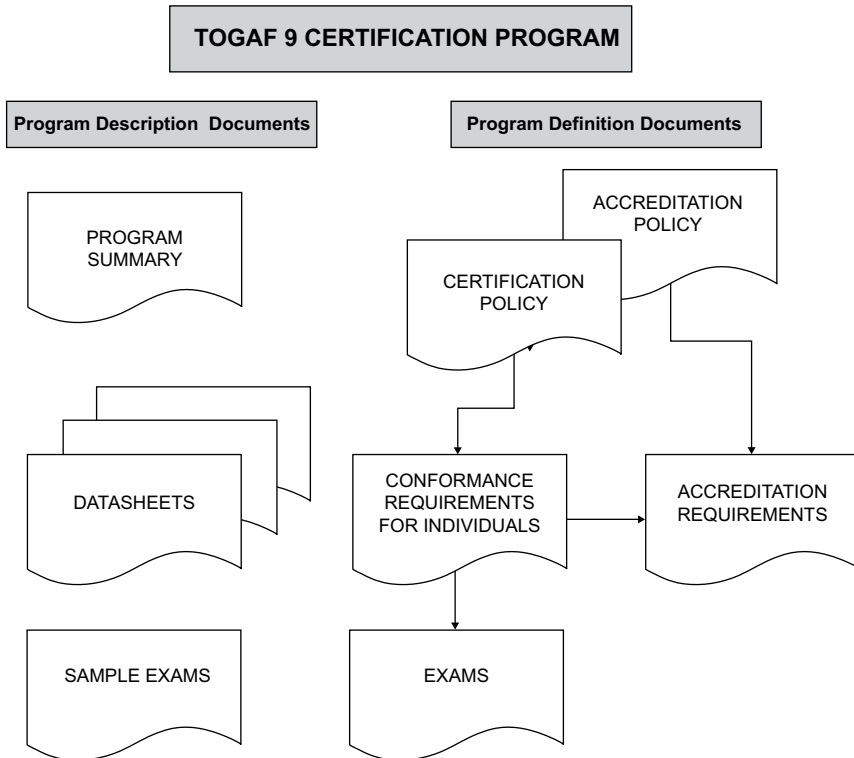 TOGAF 9 CERTIFICATION PROGRAM
Program Description Documents
Program Definition Documents
PROGRAM
SUMMARY
ACCREDITATION
POLICY
CERTIFICATION
POLICY
DATASHEETS
CONFORMANCE
REQUIREMENTS
FOR INDIVIDUALS
ACCREDITATION
REQUIREMENTS
SAMPLE EXAMS
EXAMS